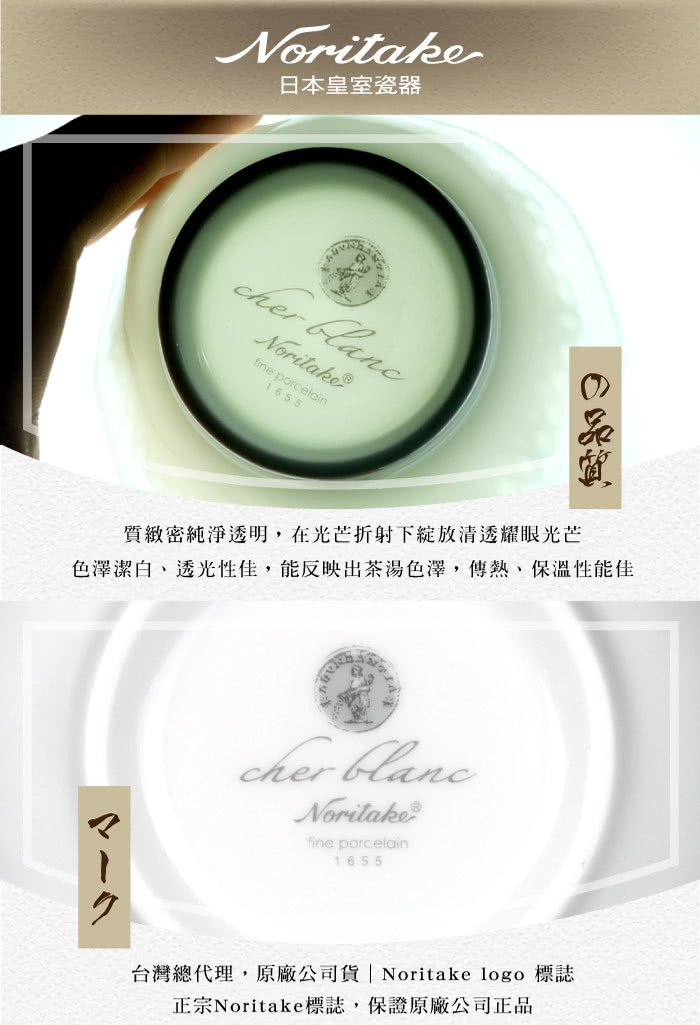 Noritake
日本皇室瓷器
cher blanc
Noritake®
fine porcelain
1655
の品質
質緻密純淨透明，在光芒折射下綻放清透耀眼光芒
色澤潔白、透光性佳，能反映出茶湯色澤，傳熱、保溫性能佳
cher blanc
Noritake®
fine porcelain
1655
マーク
台灣總代理，原廠公司貨｜Noritake logo 標誌
正宗Noritake標誌，保證原廠公司正品